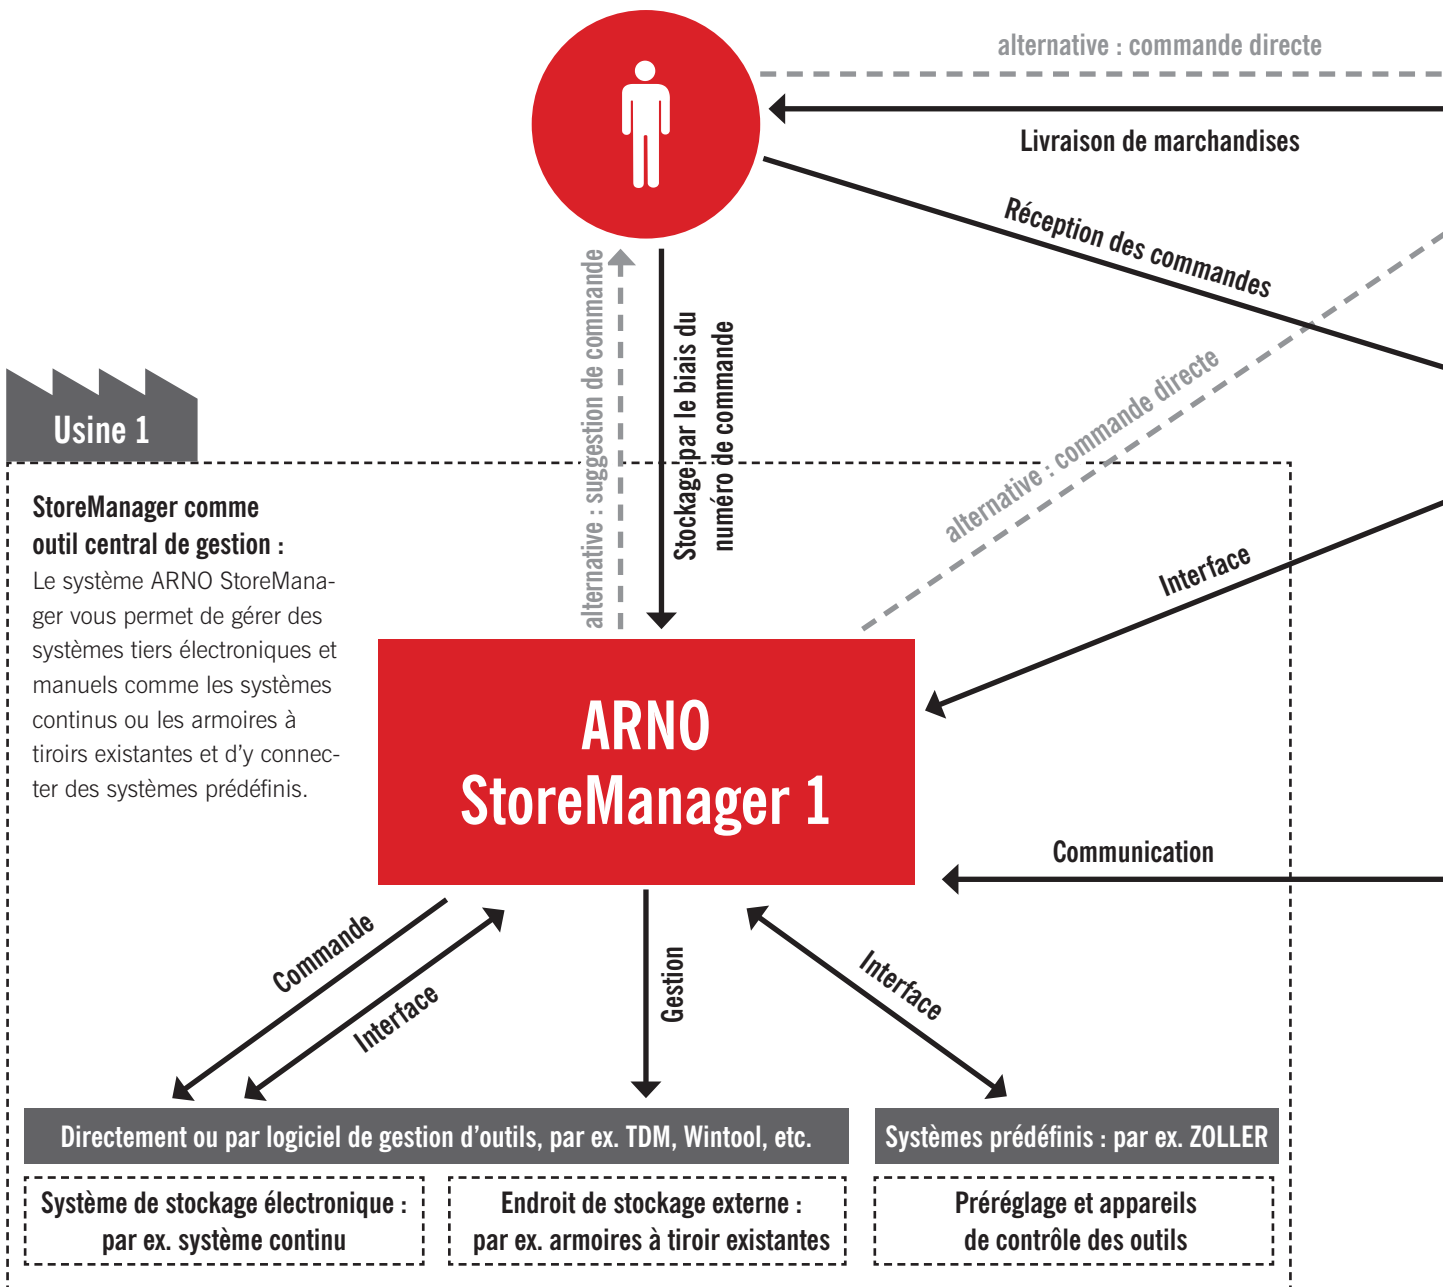 alternative : commande directe
Livraison de marchandises
Réception des commandes
alternative : suggestion de commande
Stockage par le biais du
numéro de commande
alternative : commande directe
Usine 1
StoreManager comme
outil central de gestion :
Le système ARNO StoreMana-
ger vous permet de gérer des
systèmes tiers électroniques et
manuels comme les systèmes
continus ou les armoires à
tiroirs existantes et d’y connec-
ter des systèmes prédéfinis.
Interface
ARNO
StoreManager 1
Communication
Commande
Interface
Gestion
Interface
Directement ou par logiciel de gestion d’outils, par ex. TDM, Wintool, etc.
Systèmes prédéfinis : par ex. ZOLLER
Système de stockage électronique :
par ex. système continu
Endroit de stockage externe :
par ex. armoires à tiroir existantes
Préréglage et appareils
de contrôle des outils